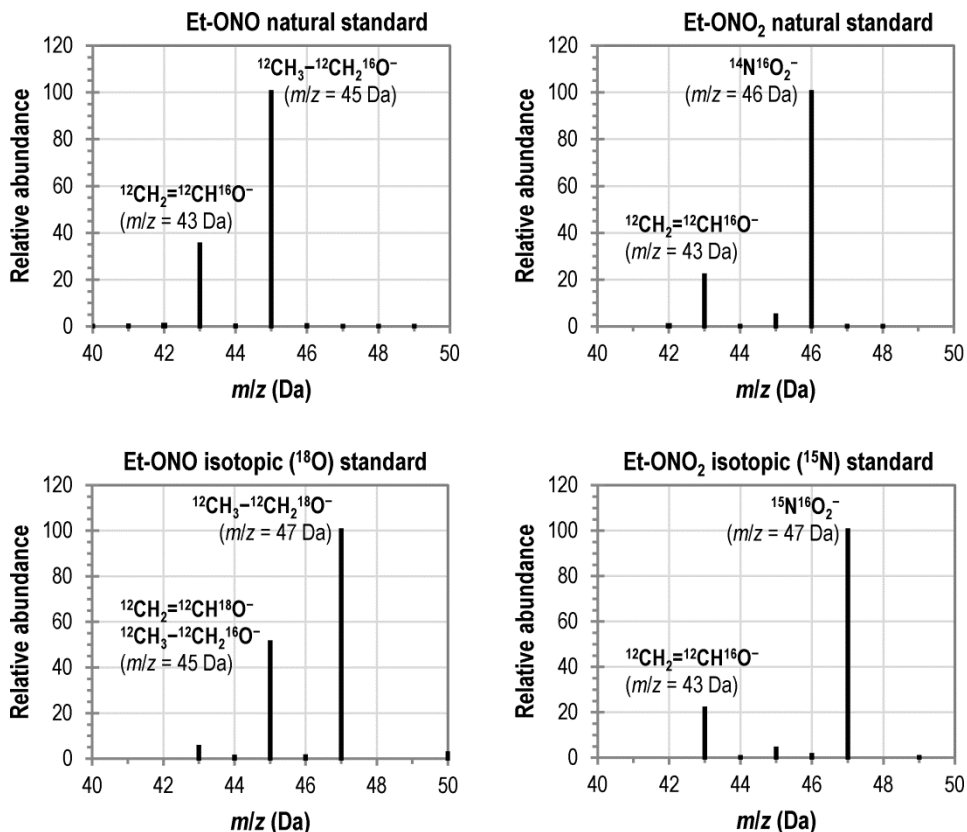 Et-ONO natural standard
120
100
80
60
40
20
0
40 42 44 46 48 50
Relative abundance
m/z (Da)
¹²CH₃–¹²CH₂¹⁶O⁻
(m/z = 45 Da)
¹²CH₂=¹²CH¹⁶O⁻
(m/z = 43 Da)
Et-ONO₂ natural standard
120
100
80
60
40
20
0
40 42 44 46 48 50
Relative abundance
m/z (Da)
¹⁴N¹⁶O₂⁻
(m/z = 46 Da)
¹²CH₂=¹²CH¹⁶O⁻
(m/z = 43 Da)
Et-ONO isotopic (¹⁸O) standard
120
100
80
60
40
20
0
40 42 44 46 48 50
Relative abundance
m/z (Da)
¹²CH₃–¹²CH₂¹⁸O⁻
(m/z = 47 Da)
¹²CH₂=¹²CH¹⁸O⁻
¹²CH₃–¹²CH₂¹⁶O⁻
(m/z = 45 Da)
Et-ONO₂ isotopic (¹⁵N) standard
120
100
80
60
40
20
0
40 42 44 46 48 50
Relative abundance
m/z (Da)
¹⁵N¹⁶O₂⁻
(m/z = 47 Da)
¹²CH₂=¹²CH¹⁶O⁻
(m/z = 43 Da)